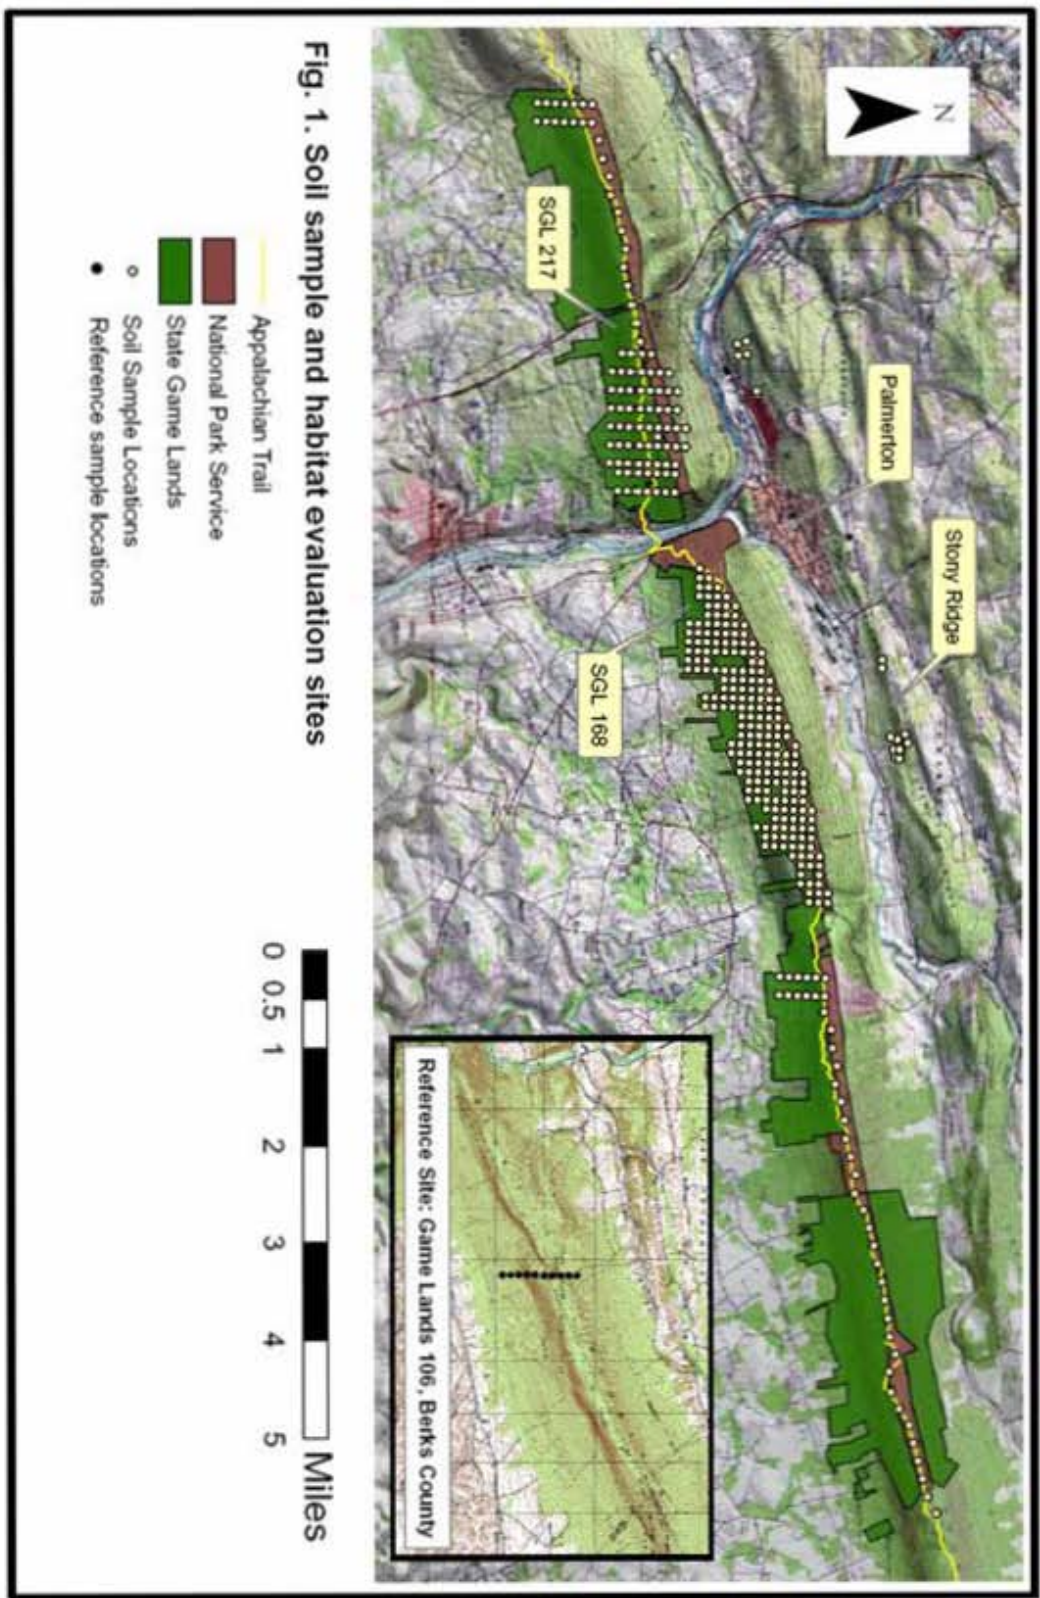 N
Palmerton
Stony Ridge
SGL 217
SGL 168
Reference Site: Game Lands 106, Berks County
Fig. 1. Soil sample and habitat evaluation sites
Appalachian Trail
National Park Service
State Game Lands
Soil Sample Locations
Reference sample locations
0 0.5 1 2 3 4 5 Miles